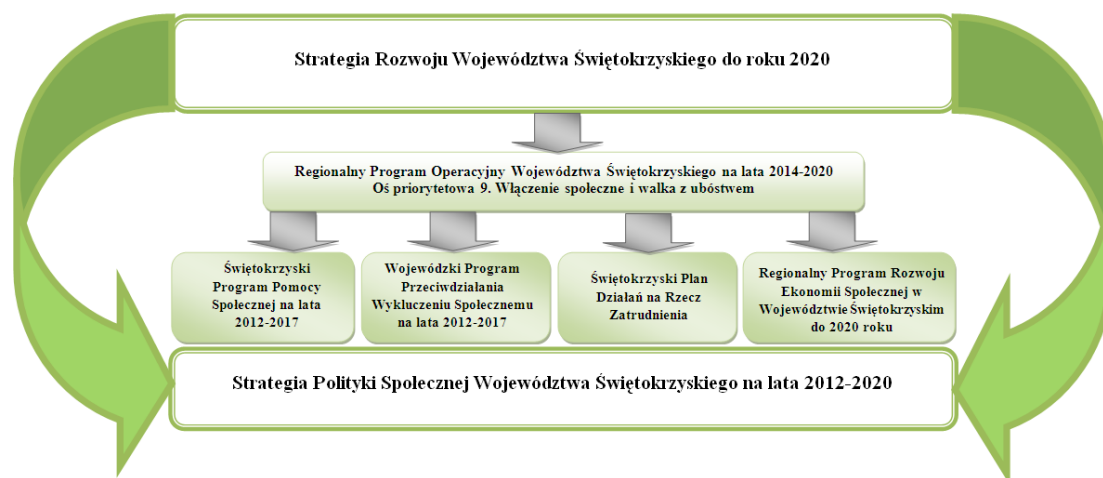 Strategia Rozwoju Województwa Świętokrzyskiego do roku 2020
Regionalny Program Operacyjny Województwa Świętokrzyskiego na lata 2014-2020
Oś priorytetowa 9. Włączenie społeczne i walka z ubóstwem
Świętokrzyski
Program Pomocy
Społecznej na lata
2012-2017
Wojewódzki Program
Przeciwdziałania
Wykluczeniu Społecznemu
na lata 2012-2017
Świętokrzyski Plan
Działań na Rzecz
Zatrudnienia
Regionalny Program Rozwoju
Ekonomii Społecznej w
Województwie Świętokrzyskim
do 2020 roku
Strategia Polityki Społecznej Województwa Świętokrzyskiego na lata 2012-2020